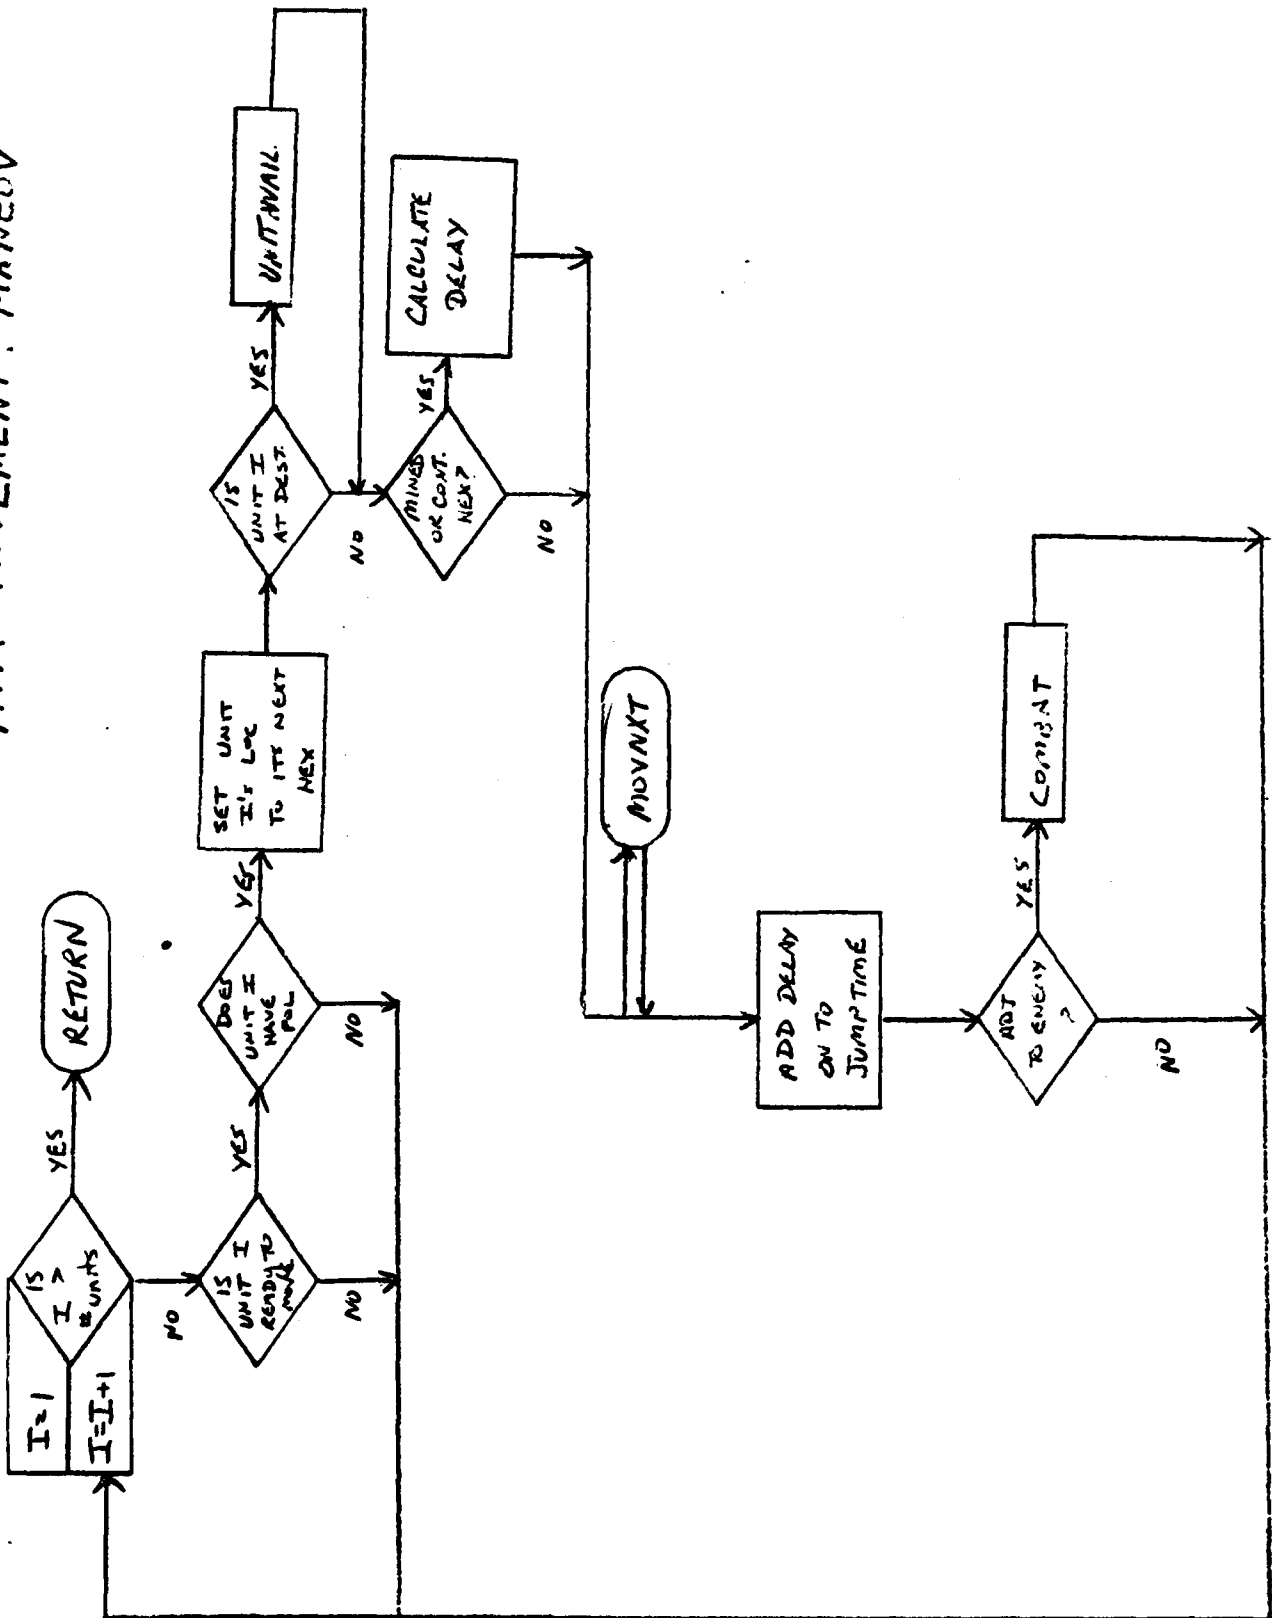 I=1
I=I+1
IS
I >
# units
YES
RETURN
NO
IS
UNIT I
READY TO
MOVE
YES
NO
DOES
UNIT I
HAVE
POL
YES
NO
SET UNIT
I's LOC
TO ITS NEXT
HEX
IS
UNIT I
AT DEST.
YES
UNITAVAIL.
NO
MINED
OR CONT.
HEX?
YES
CALCULATE
DELAY
NO
MOVNXT
ADD DELAY
ON TO
JUMPTIME
ADJ
TO ENEMY
?
YES
COMBAT
NO